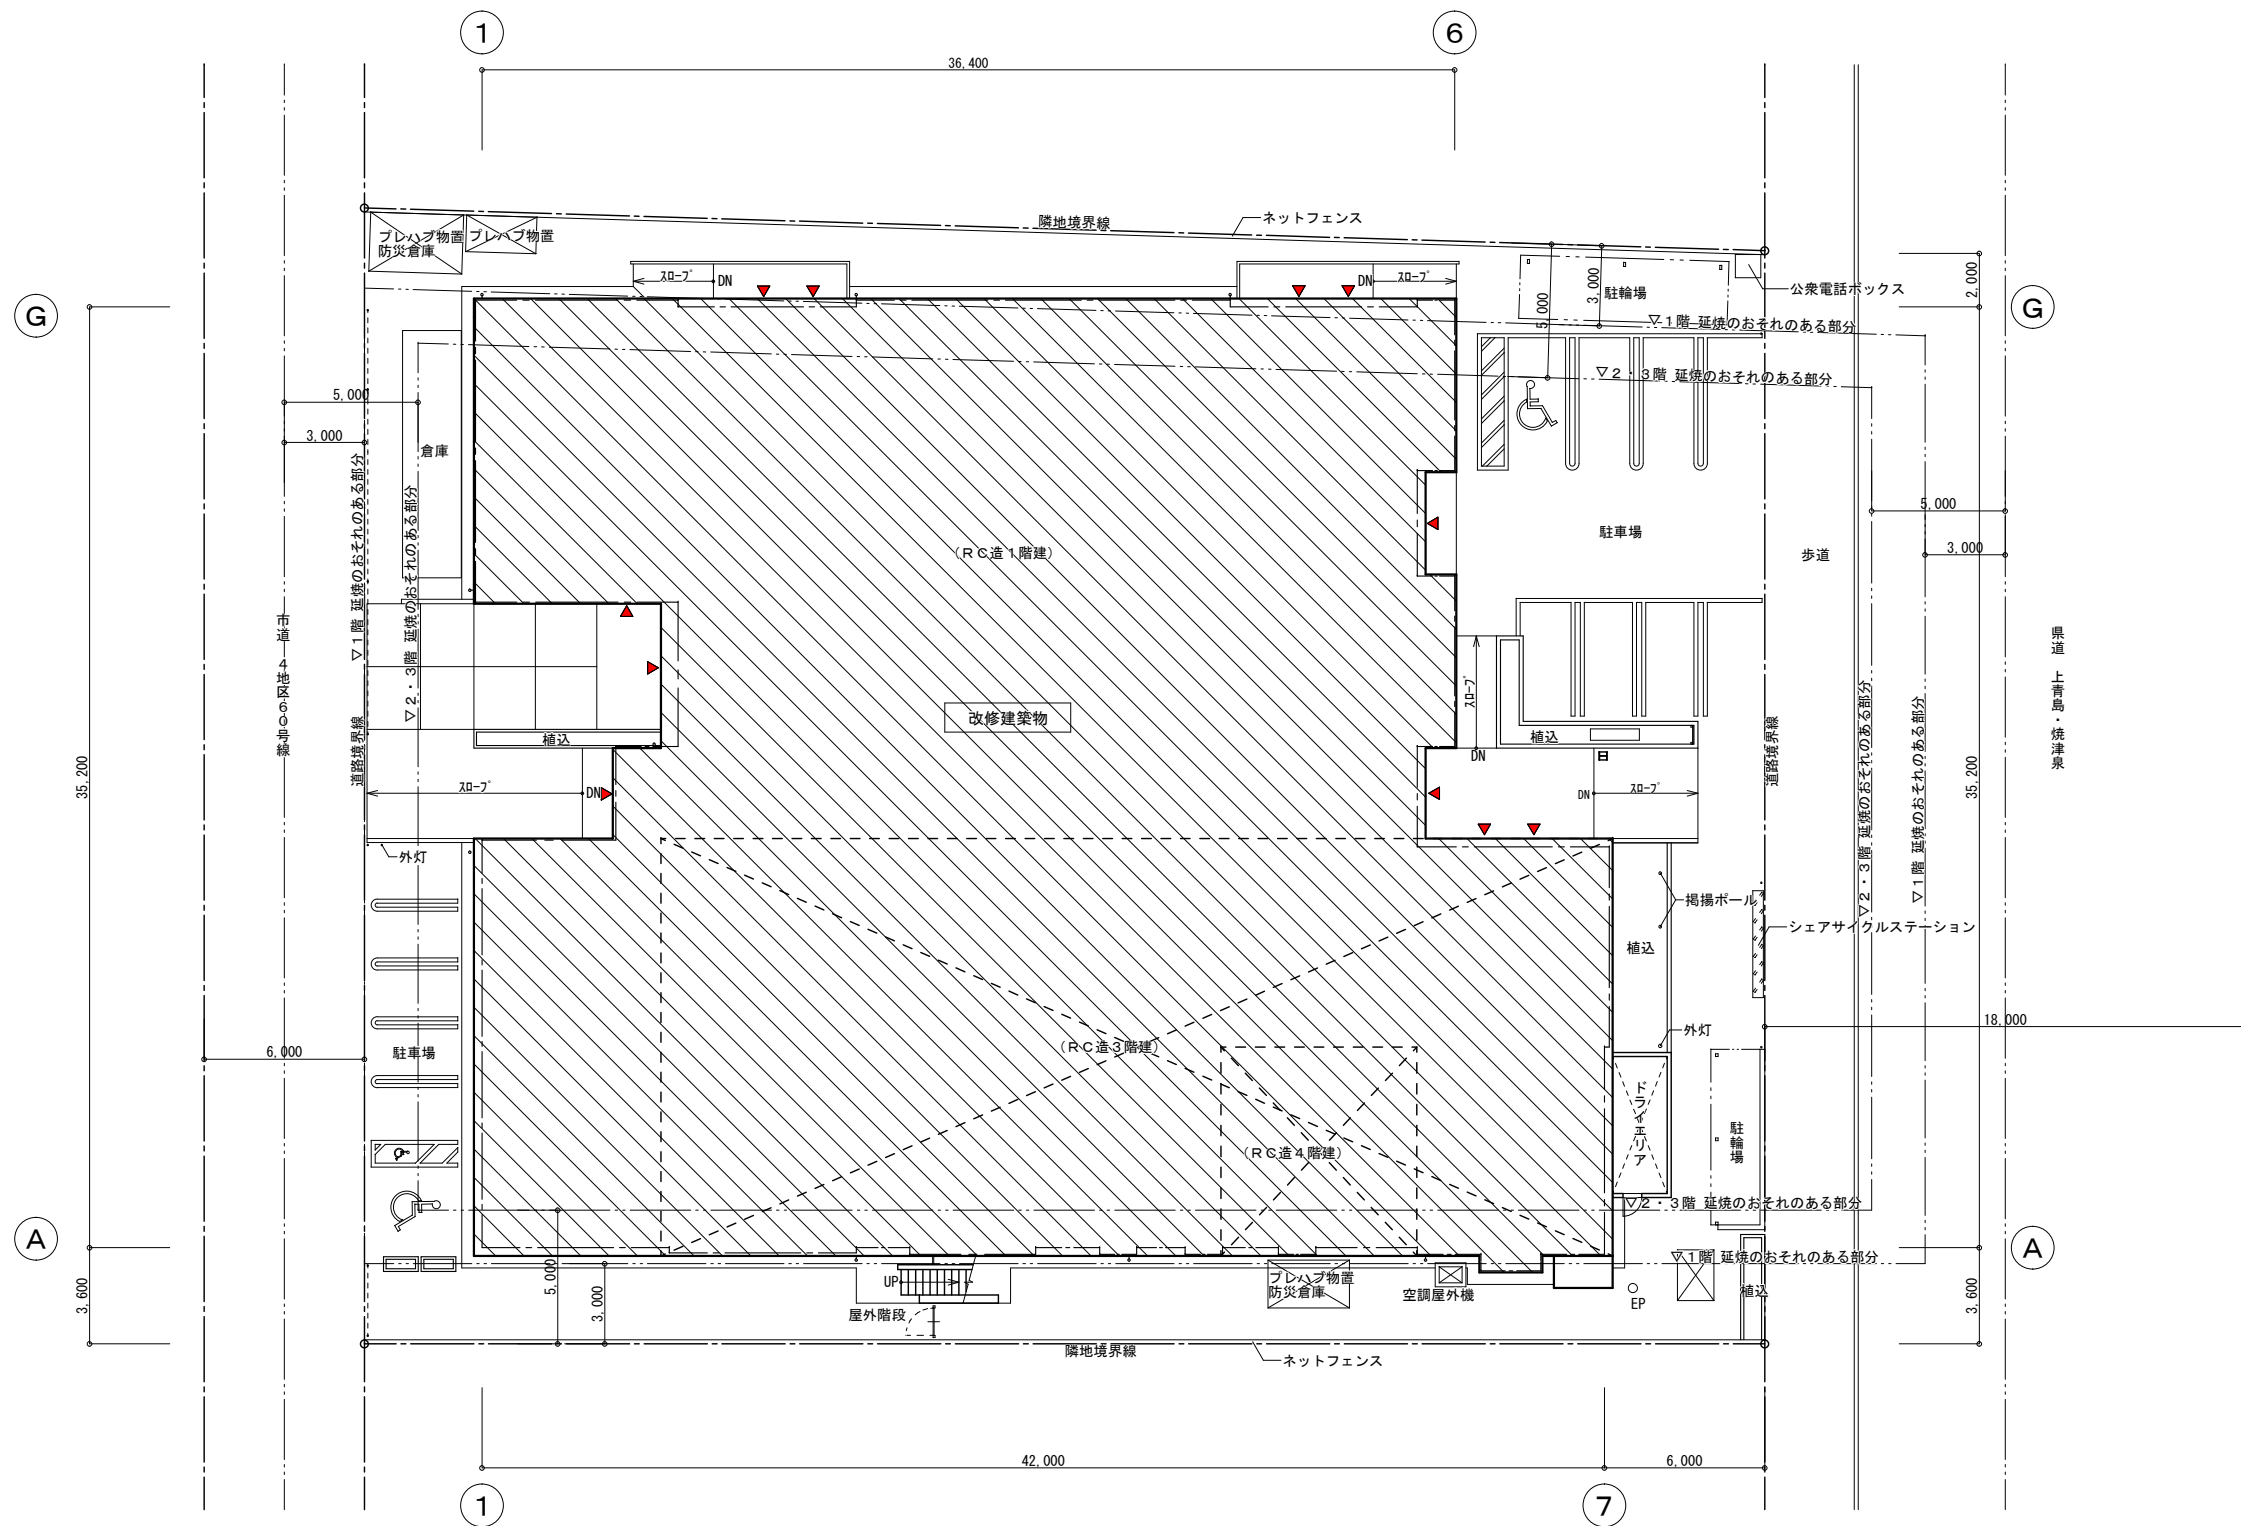 1
6
36,400
隣地境界線
ネットフェンス
プレハブ物置
防災倉庫
プレハブ物置
スロープ
DN
DN
スロープ
駐輪場
公衆電話ボックス
2,000
3,000
5,000
G
G
▽1階 延焼のおそれのある部分
▽2・3階 延焼のおそれのある部分
5,000
3,000
倉庫
▽1階 延焼のおそれのある部分
▽2・3階 延焼のおそれのある部分
(RC造1階建)
駐車場
歩道
5,000
3,000
市道 4地区60号線
県道 上青島・焼津泉
改修建築物
植込
スロープ
植込
DN
道路境界線
道路境界線
▽2・3階 延焼のおそれのある部分
▽1階 延焼のおそれのある部分
35,200
35,200
スロープ
DN
DN
スロープ
外灯
掲揚ポール
シェアサイクルステーション
植込
外灯
18,000
6,000
駐車場
(RC造3階建)
ドライエリア
駐輪場
(RC造4階建)
▽2・3階 延焼のおそれのある部分
A
A
▽1階 延焼のおそれのある部分
5,000
3,000
UP
屋外階段
プレハブ物置
防災倉庫
空調屋外機
EP
植込
3,600
3,600
隣地境界線
ネットフェンス
42,000
6,000
1
7